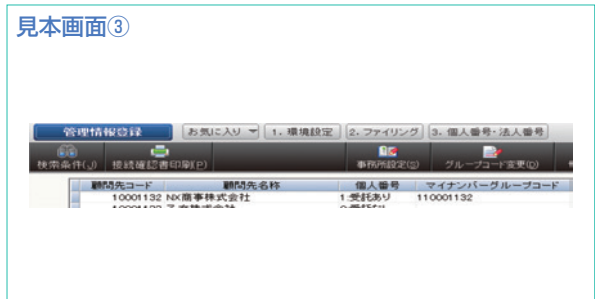 見本画面③
管理情報登録 お気に入り 1. 環境設定 2. ファイリング 3. 個人番号・法人番号
検索条件(J) 接続確認書印刷(P) 事務所設定(S) グループコード変更(Q)
顧問先コード 顧問先名称 個人番号 マイナンバーグループコード
10001132 NX商事株式会社 1:受託あり 110001132